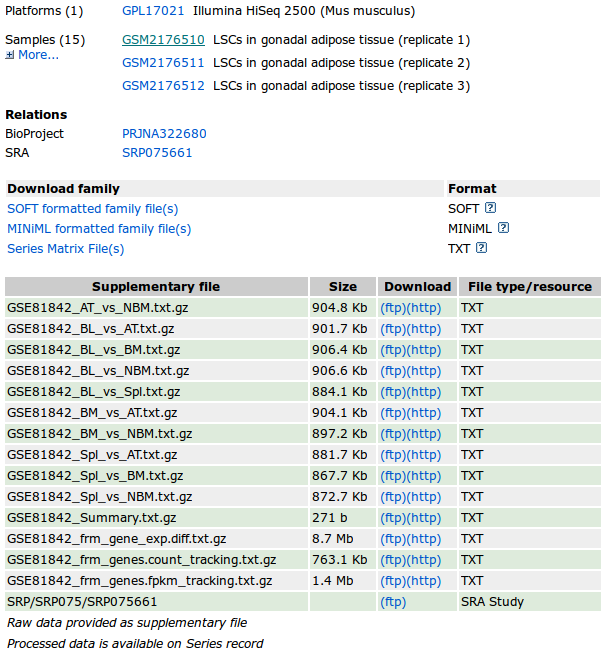 Platforms (1) GPL17021 Illumina HiSeq 2500 (Mus musculus)
Samples (15) GSM2176510 LSCs in gonadal adipose tissue (replicate 1)
More... GSM2176511 LSCs in gonadal adipose tissue (replicate 2)
GSM2176512 LSCs in gonadal adipose tissue (replicate 3)
Relations
BioProject PRJNA322680
SRA SRP075661
Download family Format
SOFT formatted family file(s) SOFT ?
MINiML formatted family file(s) MINiML ?
Series Matrix File(s) TXT ?
Supplementary file Size Download File type/resource
GSE81842_AT_vs_NBM.txt.gz 904.8 Kb (ftp)(http) TXT
GSE81842_BL_vs_AT.txt.gz 901.7 Kb (ftp)(http) TXT
GSE81842_BL_vs_BM.txt.gz 906.4 Kb (ftp)(http) TXT
GSE81842_BL_vs_NBM.txt.gz 906.6 Kb (ftp)(http) TXT
GSE81842_BL_vs_Spl.txt.gz 884.1 Kb (ftp)(http) TXT
GSE81842_BM_vs_AT.txt.gz 904.1 Kb (ftp)(http) TXT
GSE81842_BM_vs_NBM.txt.gz 897.2 Kb (ftp)(http) TXT
GSE81842_Spl_vs_AT.txt.gz 881.7 Kb (ftp)(http) TXT
GSE81842_Spl_vs_BM.txt.gz 867.7 Kb (ftp)(http) TXT
GSE81842_Spl_vs_NBM.txt.gz 872.7 Kb (ftp)(http) TXT
GSE81842_Summary.txt.gz 271 b (ftp)(http) TXT
GSE81842_frm_gene_exp.diff.txt.gz 8.7 Mb (ftp)(http) TXT
GSE81842_frm_genes.count_tracking.txt.gz 763.1 Kb (ftp)(http) TXT
GSE81842_frm_genes.fpkm_tracking.txt.gz 1.4 Mb (ftp)(http) TXT
SRP/SRP075/SRP075661 (ftp) SRA Study
Raw data provided as supplementary file
Processed data is available on Series record